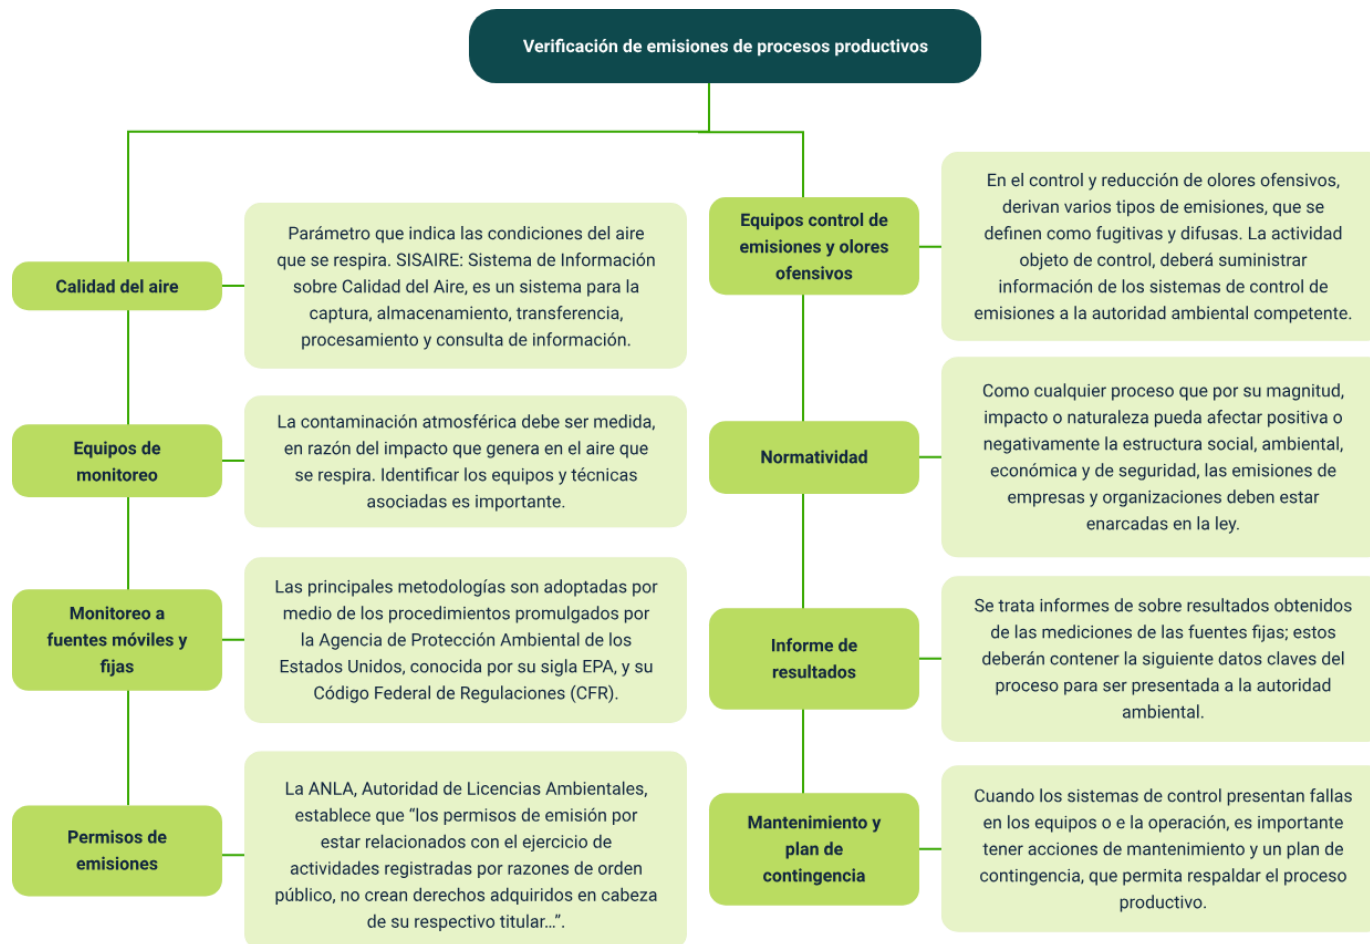 Verificación de emisiones de procesos productivos
Calidad del aire
Parámetro que indica las condiciones del aire
que se respira. SISAIRE: Sistema de Información
sobre Calidad del Aire, es un sistema para la
captura, almacenamiento, transferencia,
procesamiento y consulta de información.
Equipos de
monitoreo
La contaminación atmosférica debe ser medida,
en razón del impacto que genera en el aire que
se respira. Identificar los equipos y técnicas
asociadas es importante.
Monitoreo a
fuentes móviles y
fijas
Las principales metodologías son adoptadas por
medio de los procedimientos promulgados por
la Agencia de Protección Ambiental de los
Estados Unidos, conocida por su sigla EPA, y su
Código Federal de Regulaciones (CFR).
Permisos de
emisiones
La ANLA, Autoridad de Licencias Ambientales,
establece que “los permisos de emisión por
estar relacionados con el ejercicio de
actividades registradas por razones de orden
público, no crean derechos adquiridos en cabeza
de su respectivo titular...”.
Equipos control de
emisiones y olores
ofensivos
En el control y reducción de olores ofensivos,
derivan varios tipos de emisiones, que se
definen como fugitivas y difusas. La actividad
objeto de control, deberá suministrar
información de los sistemas de control de
emisiones a la autoridad ambiental competente.
Normatividad
Como cualquier proceso que por su magnitud,
impacto o naturaleza pueda afectar positiva o
negativamente la estructura social, ambiental,
económica y de seguridad, las emisiones de
empresas y organizaciones deben estar
enarcadas en la ley.
Informe de
resultados
Se trata informes de sobre resultados obtenidos
de las mediciones de las fuentes fijas; estos
deberán contener la siguiente datos claves del
proceso para ser presentada a la autoridad
ambiental.
Mantenimiento y
plan de
contingencia
Cuando los sistemas de control presentan fallas
en los equipos o e la operación, es importante
tener acciones de mantenimiento y un plan de
contingencia, que permita respaldar el proceso
productivo.